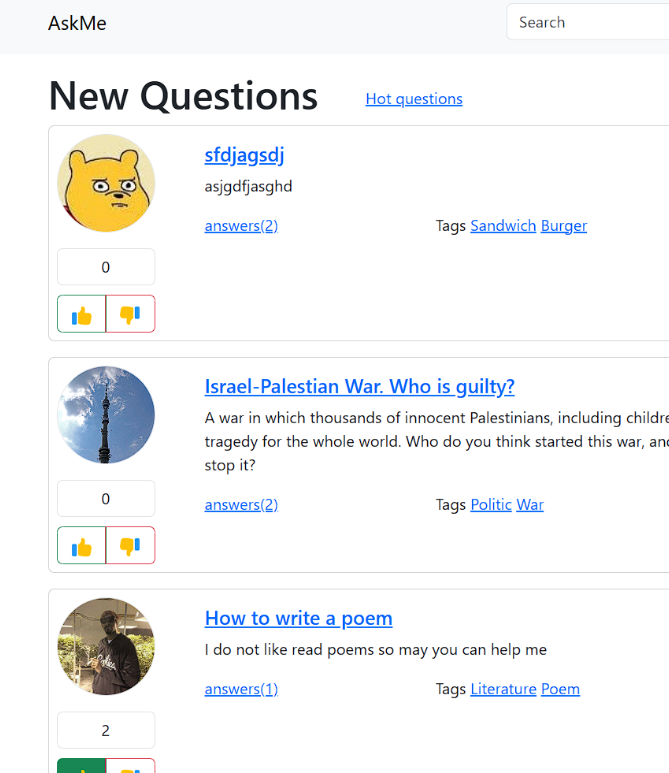 AskMe
Search
New Questions
Hot questions
sfdjagsdj
asjgdfjasghd
answers(2)
Tags Sandwich Burger
0
Israel-Palestian War. Who is guilty?
A war in which thousands of innocent Palestinians, including childre
tragedy for the whole world. Who do you think started this war, and
stop it?
answers(2)
Tags Politic War
0
How to write a poem
I do not like read poems so may you can help me
answers(1)
Tags Literature Poem
2